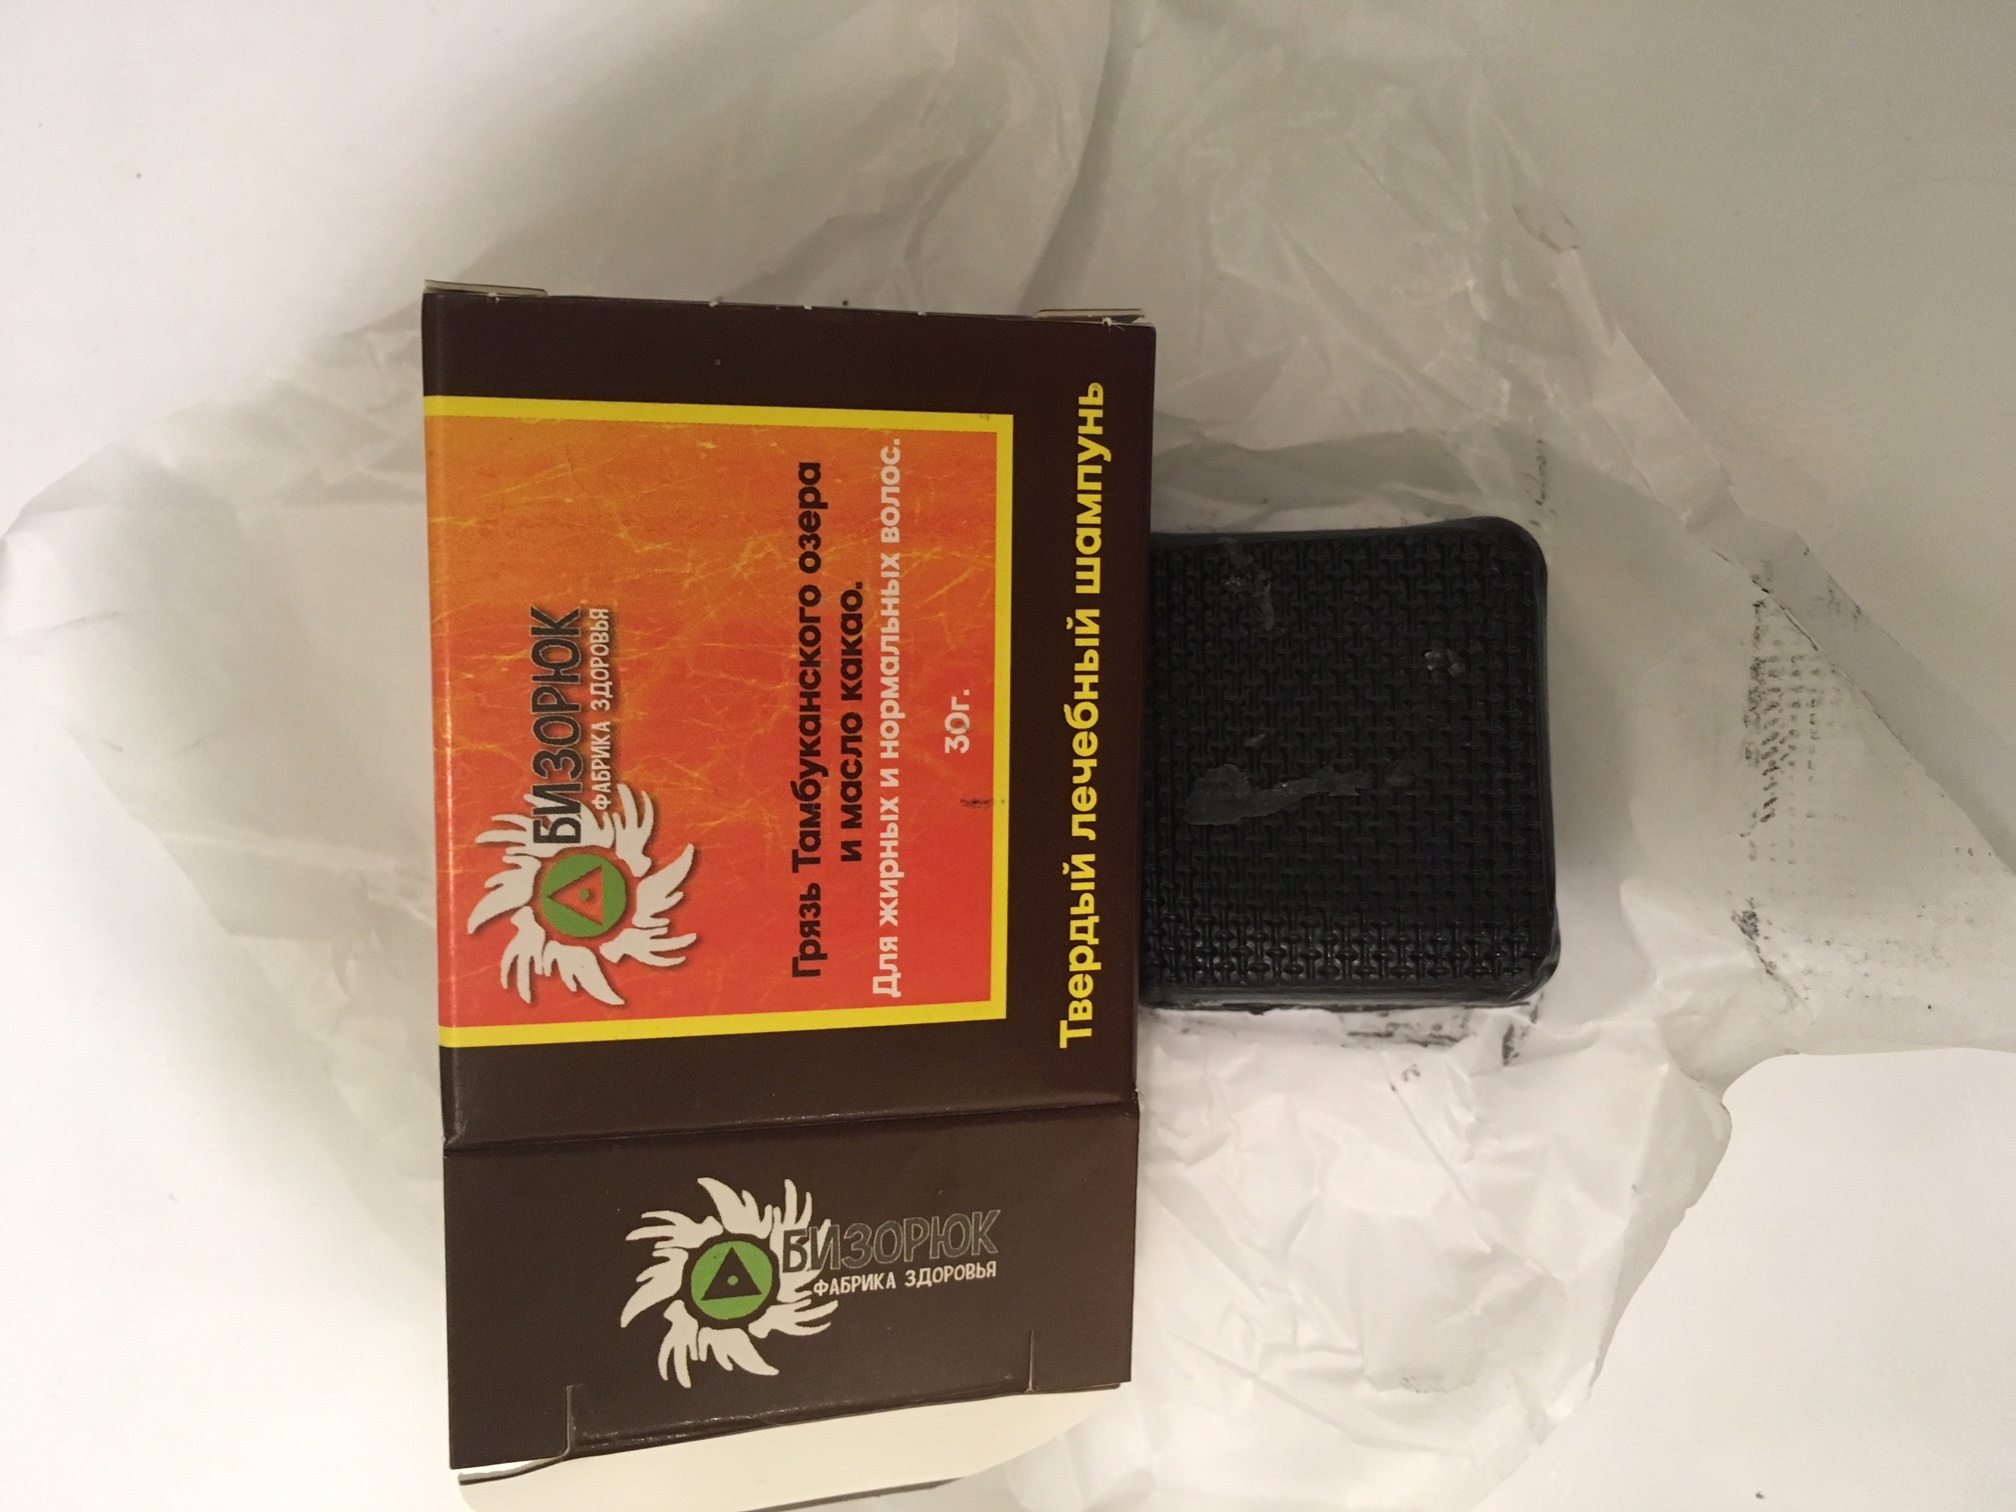 БИЗОРЮК
ФАБРИКА ЗДОРОВЬЯ
Грязь Тамбуканского озера
и масло какао.
Для жирных и нормальных волос.
30г.
Твердый лечебный шампунь
БИЗОРЮК
ФАБРИКА ЗДОРОВЬЯ